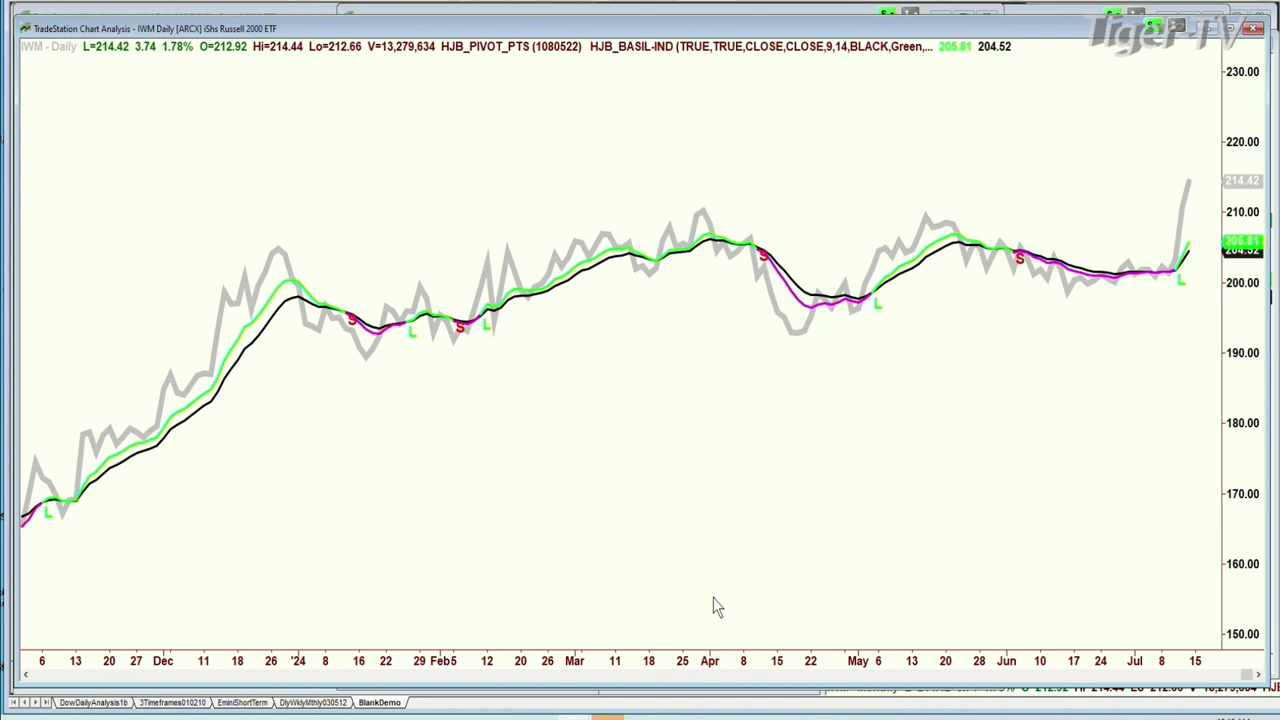 TradeStation Chart Analysis - IWM Daily [ARCX] iShs Russell 2000 ETF
Tiger-TV
IWM - Daily L=214.42 3.74 1.78% O=212.92 Hi=214.44 Lo=212.66 V=13,279,634 HJB_PIVOT_PTS (1080522) HJB_BASIL-IND (TRUE,TRUE,CLOSE,CLOSE,9,14,BLACK,Green,... 205.81 204.52
230.00
220.00
214.42
210.00
205.81
204.52
200.00
190.00
180.00
170.00
160.00
150.00
L S L S L S L S L
6 13 20 27 Dec 11 18 26 '24 8 16 22 29 Feb5 12 20 26 Mar 11 18 25 Apr 8 15 22 May 6 13 20 28 Jun 10 17 24 Jul 8 15
DowDailyAnalysis1b 3Timeframes010210 EminiShortTerm DlyWklyMthly030512 BlankDemo